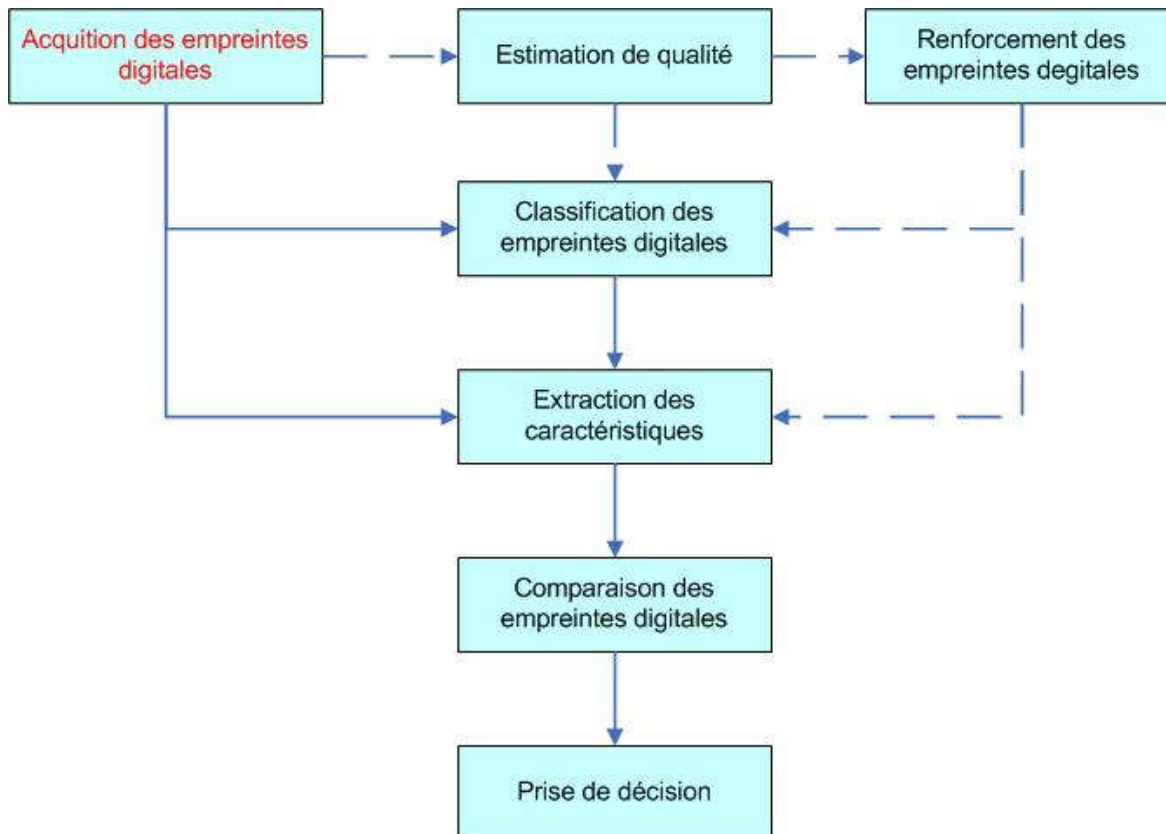 Acquition des empreintes
digitales
Estimation de qualité
Renforcement des
empreintes degitales
Classification des
empreintes digitales
Extraction des
caractéristiques
Comparaison des
empreintes digitales
Prise de décision